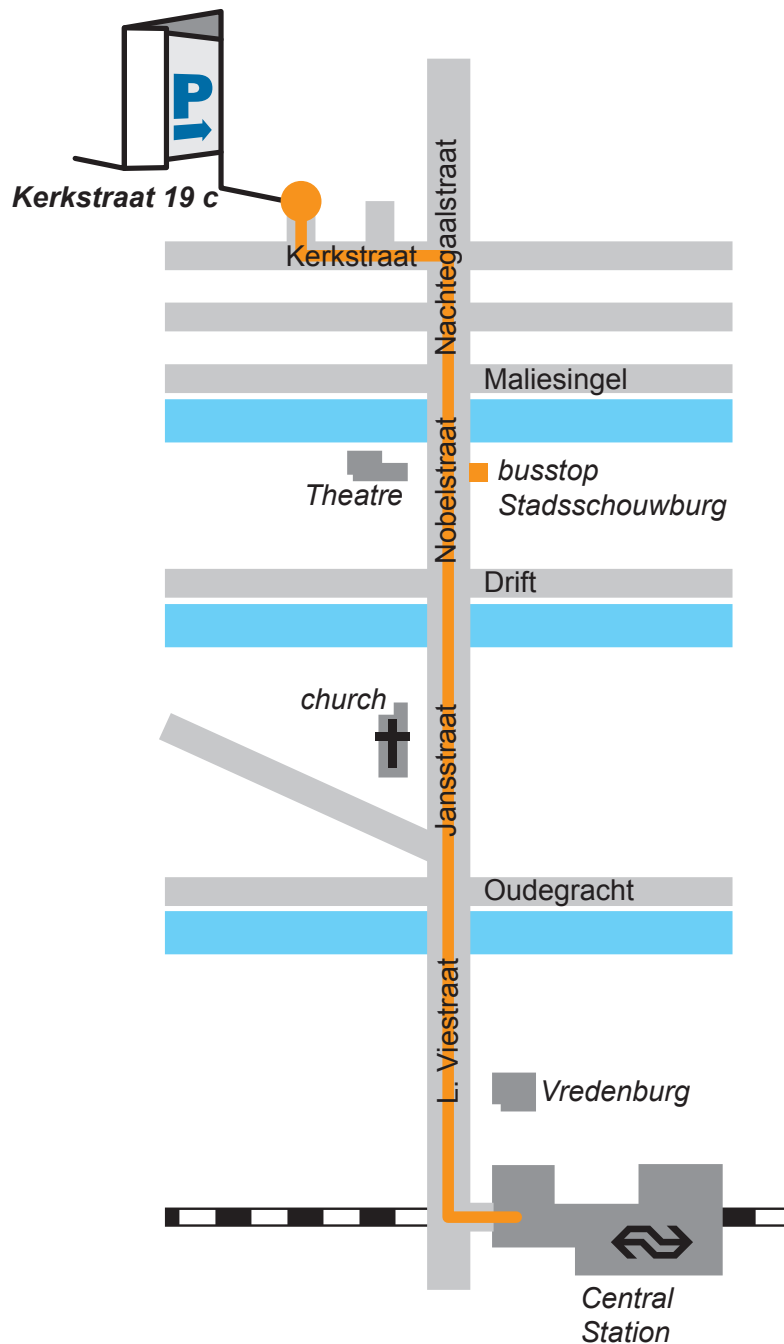 P
Kerkstraat 19 c
Nachtegaalstraat
Kerkstraat
Maliesingel
Nobelstraat
busstop
Stadsschouwburg
Theatre
Drift
church
Jansstraat
Oudegracht
L. Viestraat
Vredenburg
Central
Station